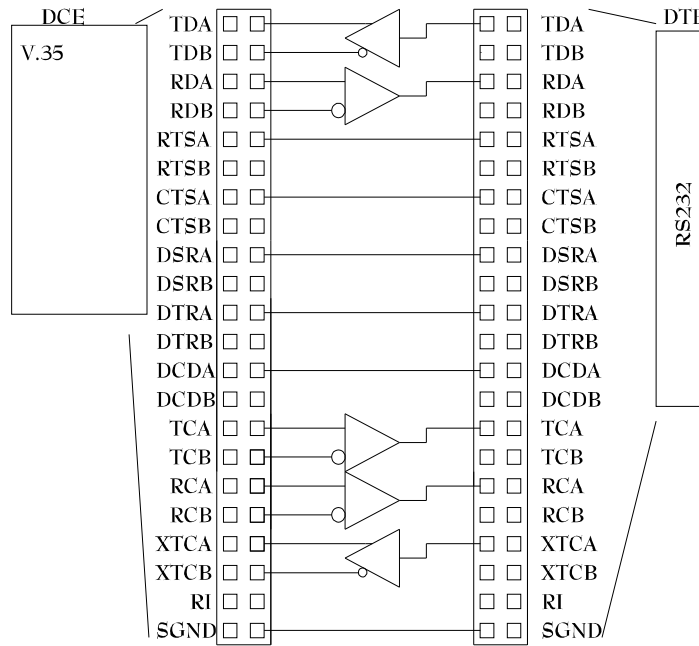 DCE
V.35
TDA
TDB
RDA
RDB
RTSA
RTSB
CTSA
CTSB
DSRA
DSRB
DTRA
DTRB
DCDA
DCDB
TCA
TCB
RCA
RCB
XTCA
XTCB
RI
SGND
TDA
TDB
RDA
RDB
RTSA
RTSB
CTSA
CTSB
DSRA
DSRB
DTRA
DTRB
DCDA
DCDB
TCA
TCB
RCA
RCB
XTCA
XTCB
RI
SGND
DTE
RS232